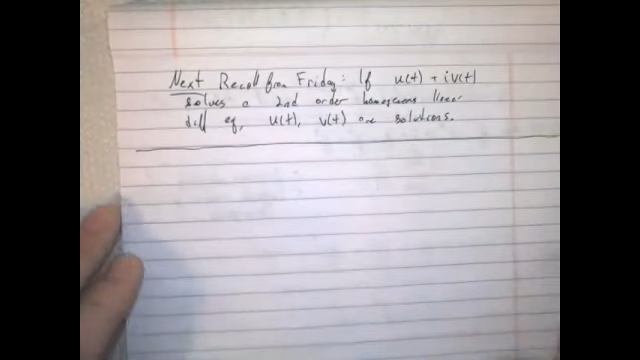 Next Recall from Friday: If u(t) + iv(t)
solves a 2nd order homogeneous linear
diff eq, u(t), v(t) are solutions.